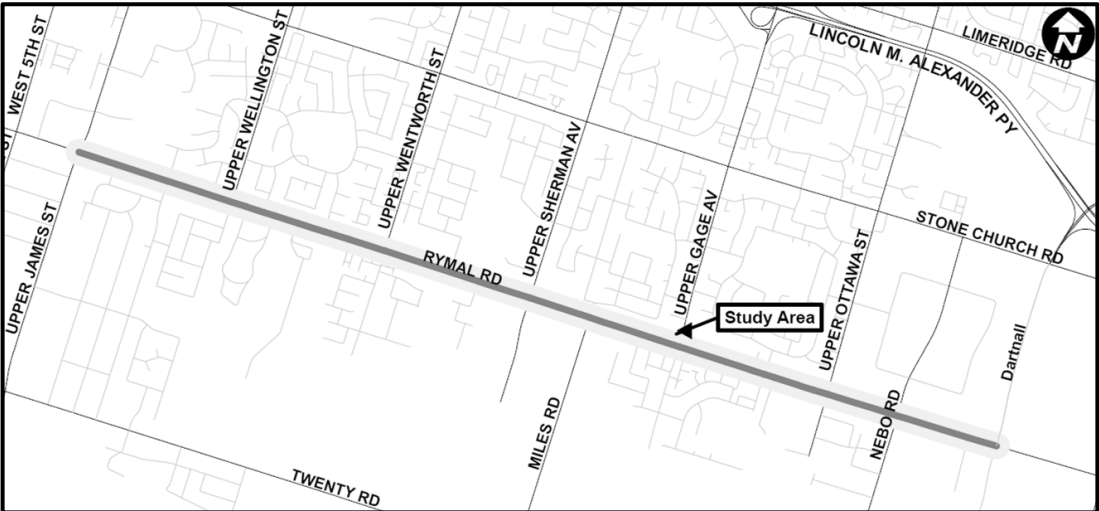 WEST 5TH ST
UPPER WELLINGTON ST
UPPER WENTWORTH ST
LINCOLN M. ALEXANDER PY
LIMERIDGE RD
N
ST
UPPER JAMES ST
UPPER SHERMAN AV
RYMAL RD
UPPER GAGE AV
Study Area
UPPER OTTAWA ST
STONE CHURCH RD
Dartnall
NEBO RD
MILES RD
TWENTY RD